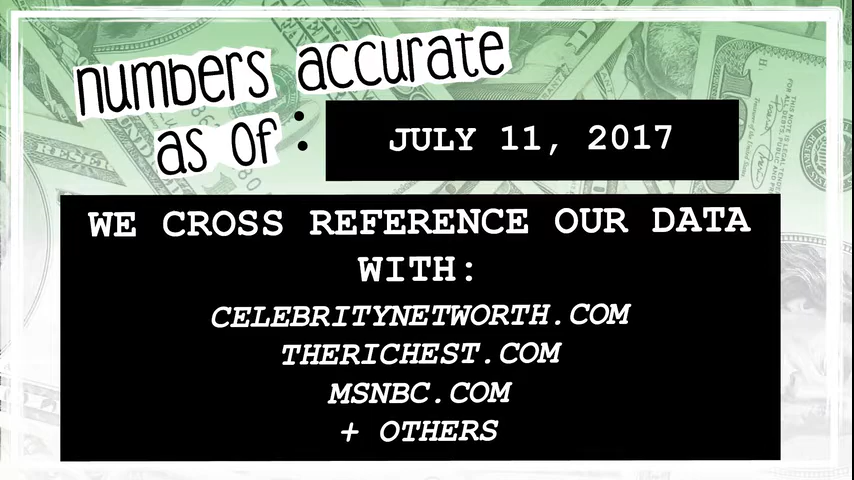 numbers accurate
as of:
JULY 11, 2017
WE CROSS REFERENCE OUR DATA
WITH:
CELEBRITYNETWORTH.COM
THERICHEST.COM
MSNBC.COM
+ OTHERS